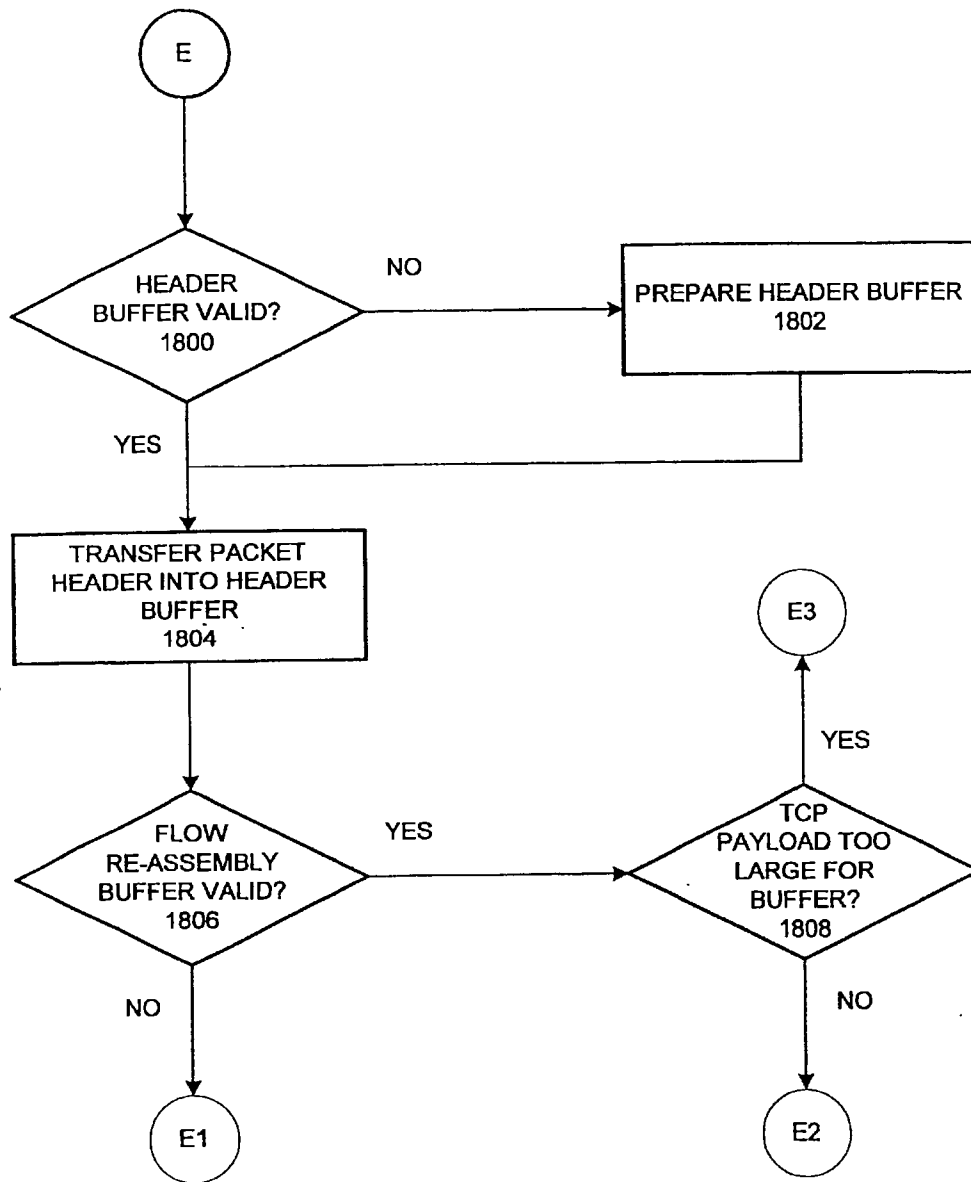 E
HEADER
BUFFER VALID?
1800
NO
PREPARE HEADER BUFFER
1802
YES
TRANSFER PACKET
HEADER INTO HEADER
BUFFER
1804
E3
YES
FLOW
RE-ASSEMBLY
BUFFER VALID?
1806
YES
TCP
PAYLOAD TOO
LARGE FOR
BUFFER?
1808
NO
NO
E1
E2